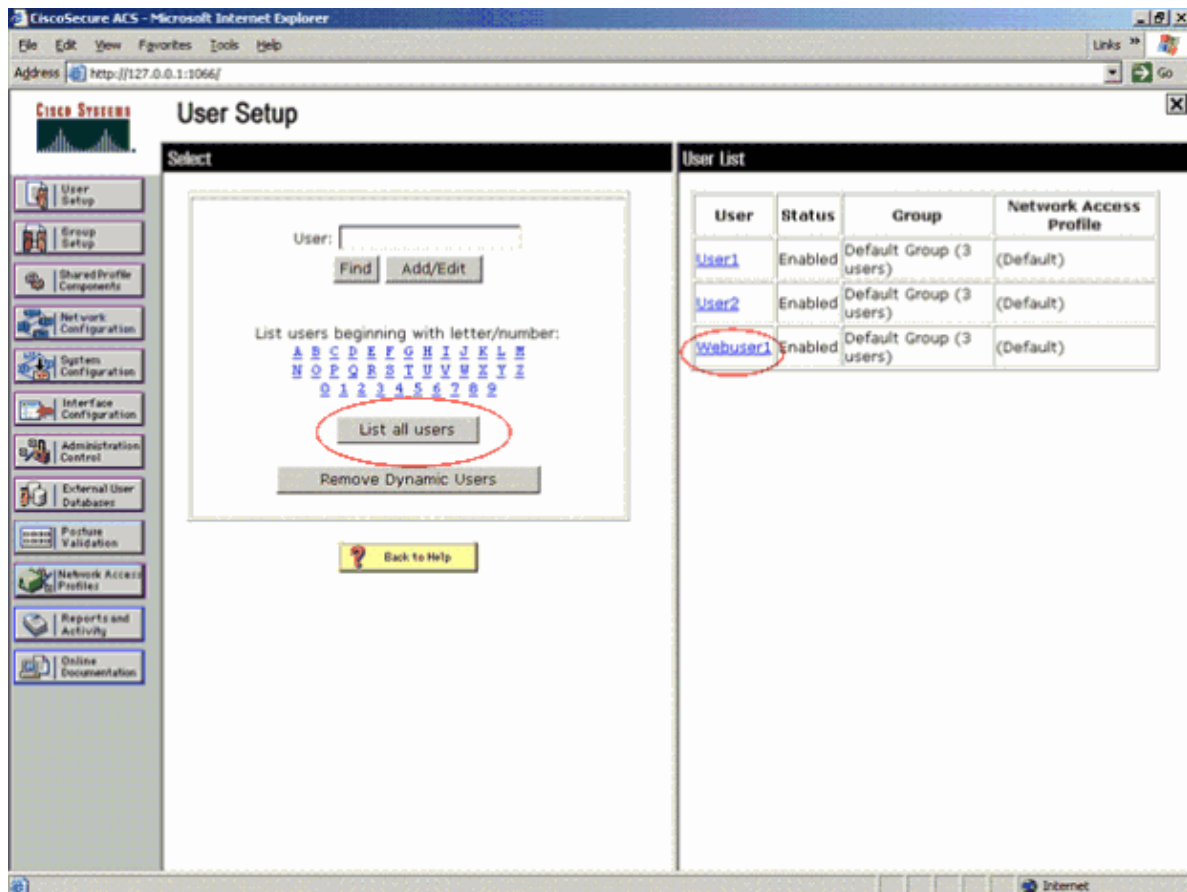 CiscoSecure ACS - Microsoft Internet Explorer
File Edit View Favorites Tools Help
Links »
Address http://127.0.0.1:1066/
Go
CISCO SYSTEMS
User Setup
User Setup
Group Setup
Shared Profile Components
Network Configuration
System Configuration
Interface Configuration
Administration Control
External User Databases
Posture Validation
Network Access Profiles
Reports and Activity
Online Documentation
Select
User:
Find Add/Edit
List users beginning with letter/number:
A B C D E F G H I J K L M
N O P Q R S T U V W X Y Z
0 1 2 3 4 5 6 7 8 9
List all users
Remove Dynamic Users
? Back to Help
User List
User Status Group Network Access Profile
User1 Enabled Default Group (3 users) (Default)
User2 Enabled Default Group (3 users) (Default)
Webuser1 Enabled Default Group (3 users) (Default)
Internet